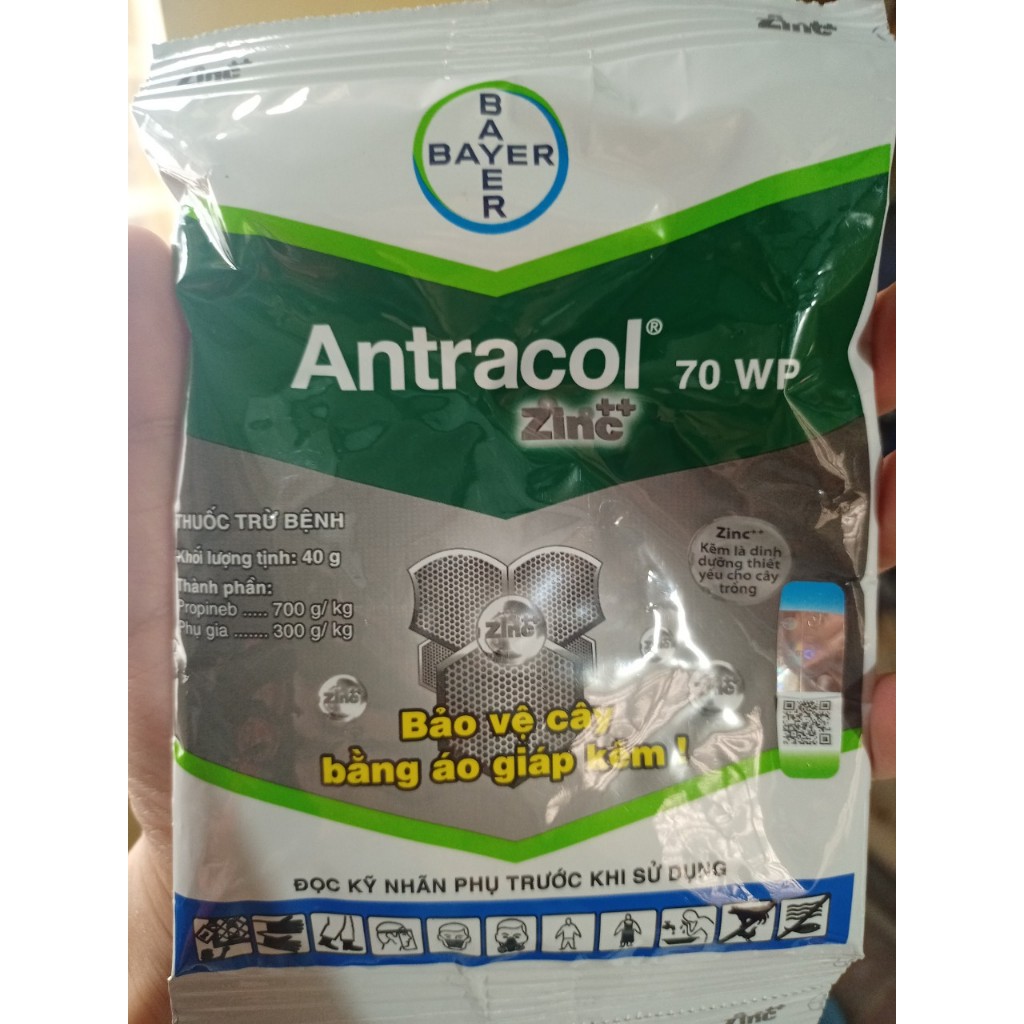 Zinc++
Zinc++
BAYER
BAYER
Antracol® 70 WP
Zinc++
THUỐC TRỪ BỆNH
Khối lượng tịnh: 40 g
Thành phần:
Propineb ..... 700 g/ kg
Phụ gia ....... 300 g/ kg
Zinc++
Kẽm là dinh
dưỡng thiết
yếu cho cây
trồng
Zinc++
Zinc++
Bảo vệ cây
bằng áo giáp kẽm !
ĐỌC KỸ NHÃN PHỤ TRƯỚC KHI SỬ DỤNG
Zinc++